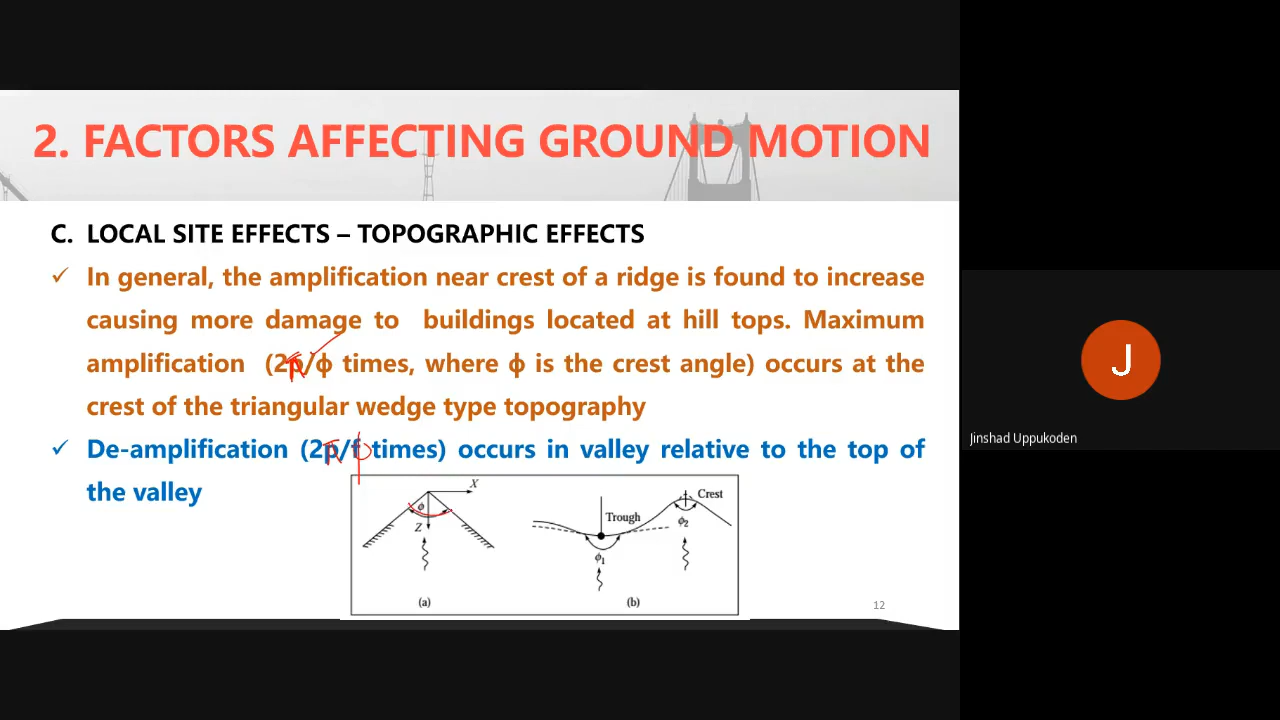 2. FACTORS AFFECTING GROUND MOTION
C. LOCAL SITE EFFECTS – TOPOGRAPHIC EFFECTS
✓ In general, the amplification near crest of a ridge is found to increase
causing more damage to buildings located at hill tops. Maximum
amplification (2π/ϕ times, where ϕ is the crest angle) occurs at the
crest of the triangular wedge type topography
✓ De-amplification (2p/f times) occurs in valley relative to the top of
the valley
π
ϕ
X
ϕ
Z
(a)
Trough
ϕ1
Crest
ϕ2
(b)
12
J
Jinshad Uppukoden